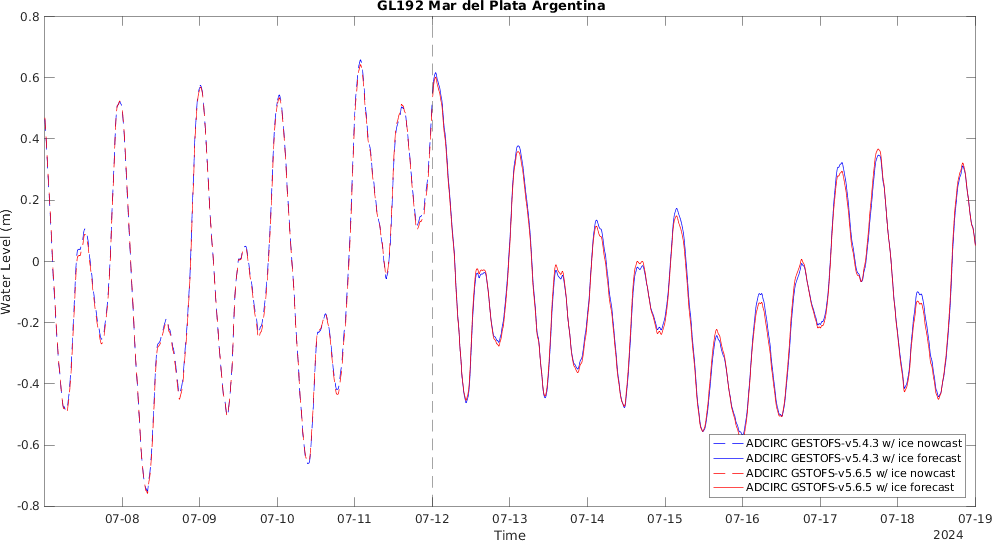 GL192 Mar del Plata Argentina
0.8
0.6
0.4
0.2
0
-0.2
-0.4
-0.6
-0.8
Water Level (m)
ADCIRC GESTOFS-v5.4.3 w/ ice nowcast
ADCIRC GESTOFS-v5.4.3 w/ ice forecast
ADCIRC GSTOFS-v5.6.5 w/ ice nowcast
ADCIRC GSTOFS-v5.6.5 w/ ice forecast
07-08 07-09 07-10 07-11 07-12 07-13 07-14 07-15 07-16 07-17 07-18 07-19
Time
2024